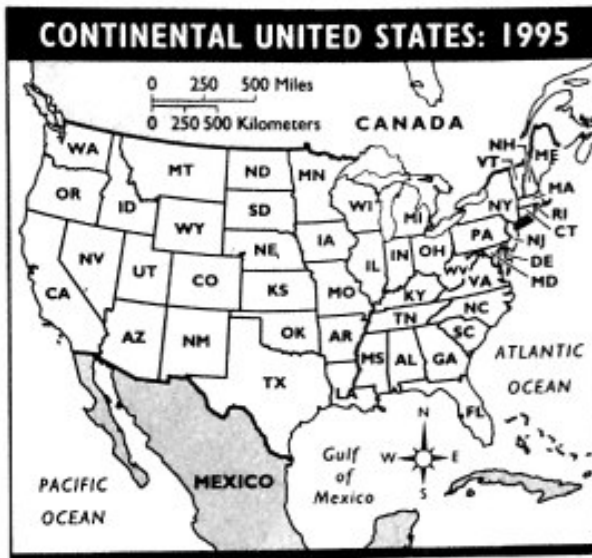 CONTINENTAL UNITED STATES: 1995
0 250 500 Miles
0 250 500 Kilometers
CANADA
WA
MT
ND
MN
NH
VT
ME
OR
ID
SD
WI
MI
NY
MA
RI
CT
WY
IA
PA
NJ
NE
NV
UT
CO
IL
IN
OH
WV
DE
MD
VA
CA
KS
MO
KY
NC
TN
AZ
NM
OK
AR
SC
MS
AL
GA
ATLANTIC
OCEAN
TX
LA
FL
N
W
E
S
Gulf
of
Mexico
MEXICO
PACIFIC
OCEAN